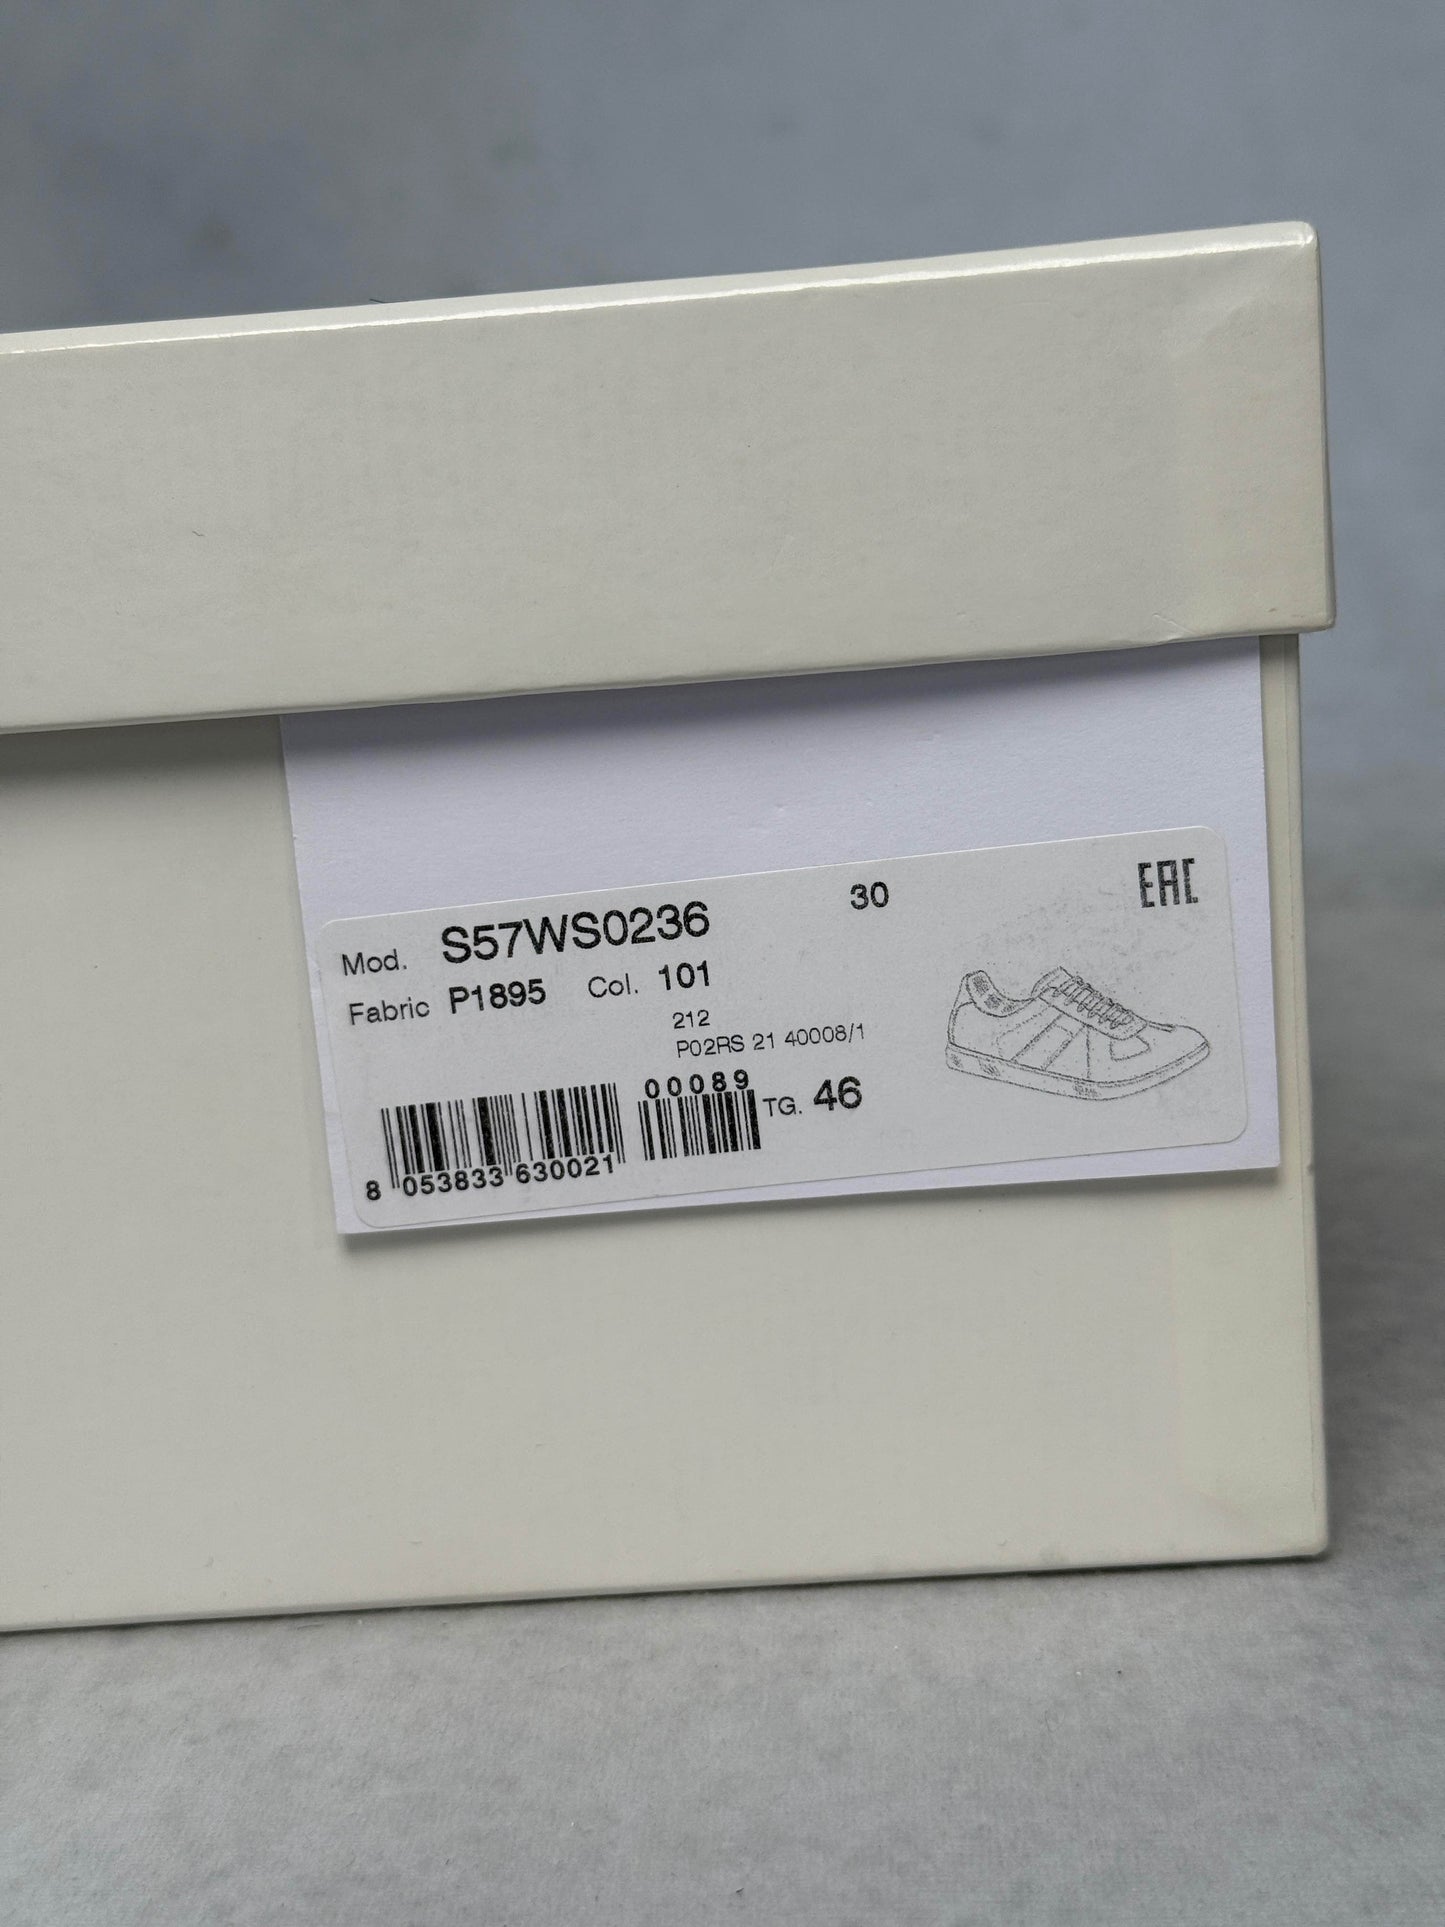 Mod. S57WS0236 30 EAC
Fabric P1895 Col. 101
212
P02RS 21 40008/1
00089 TG. 46
8 053833 630021